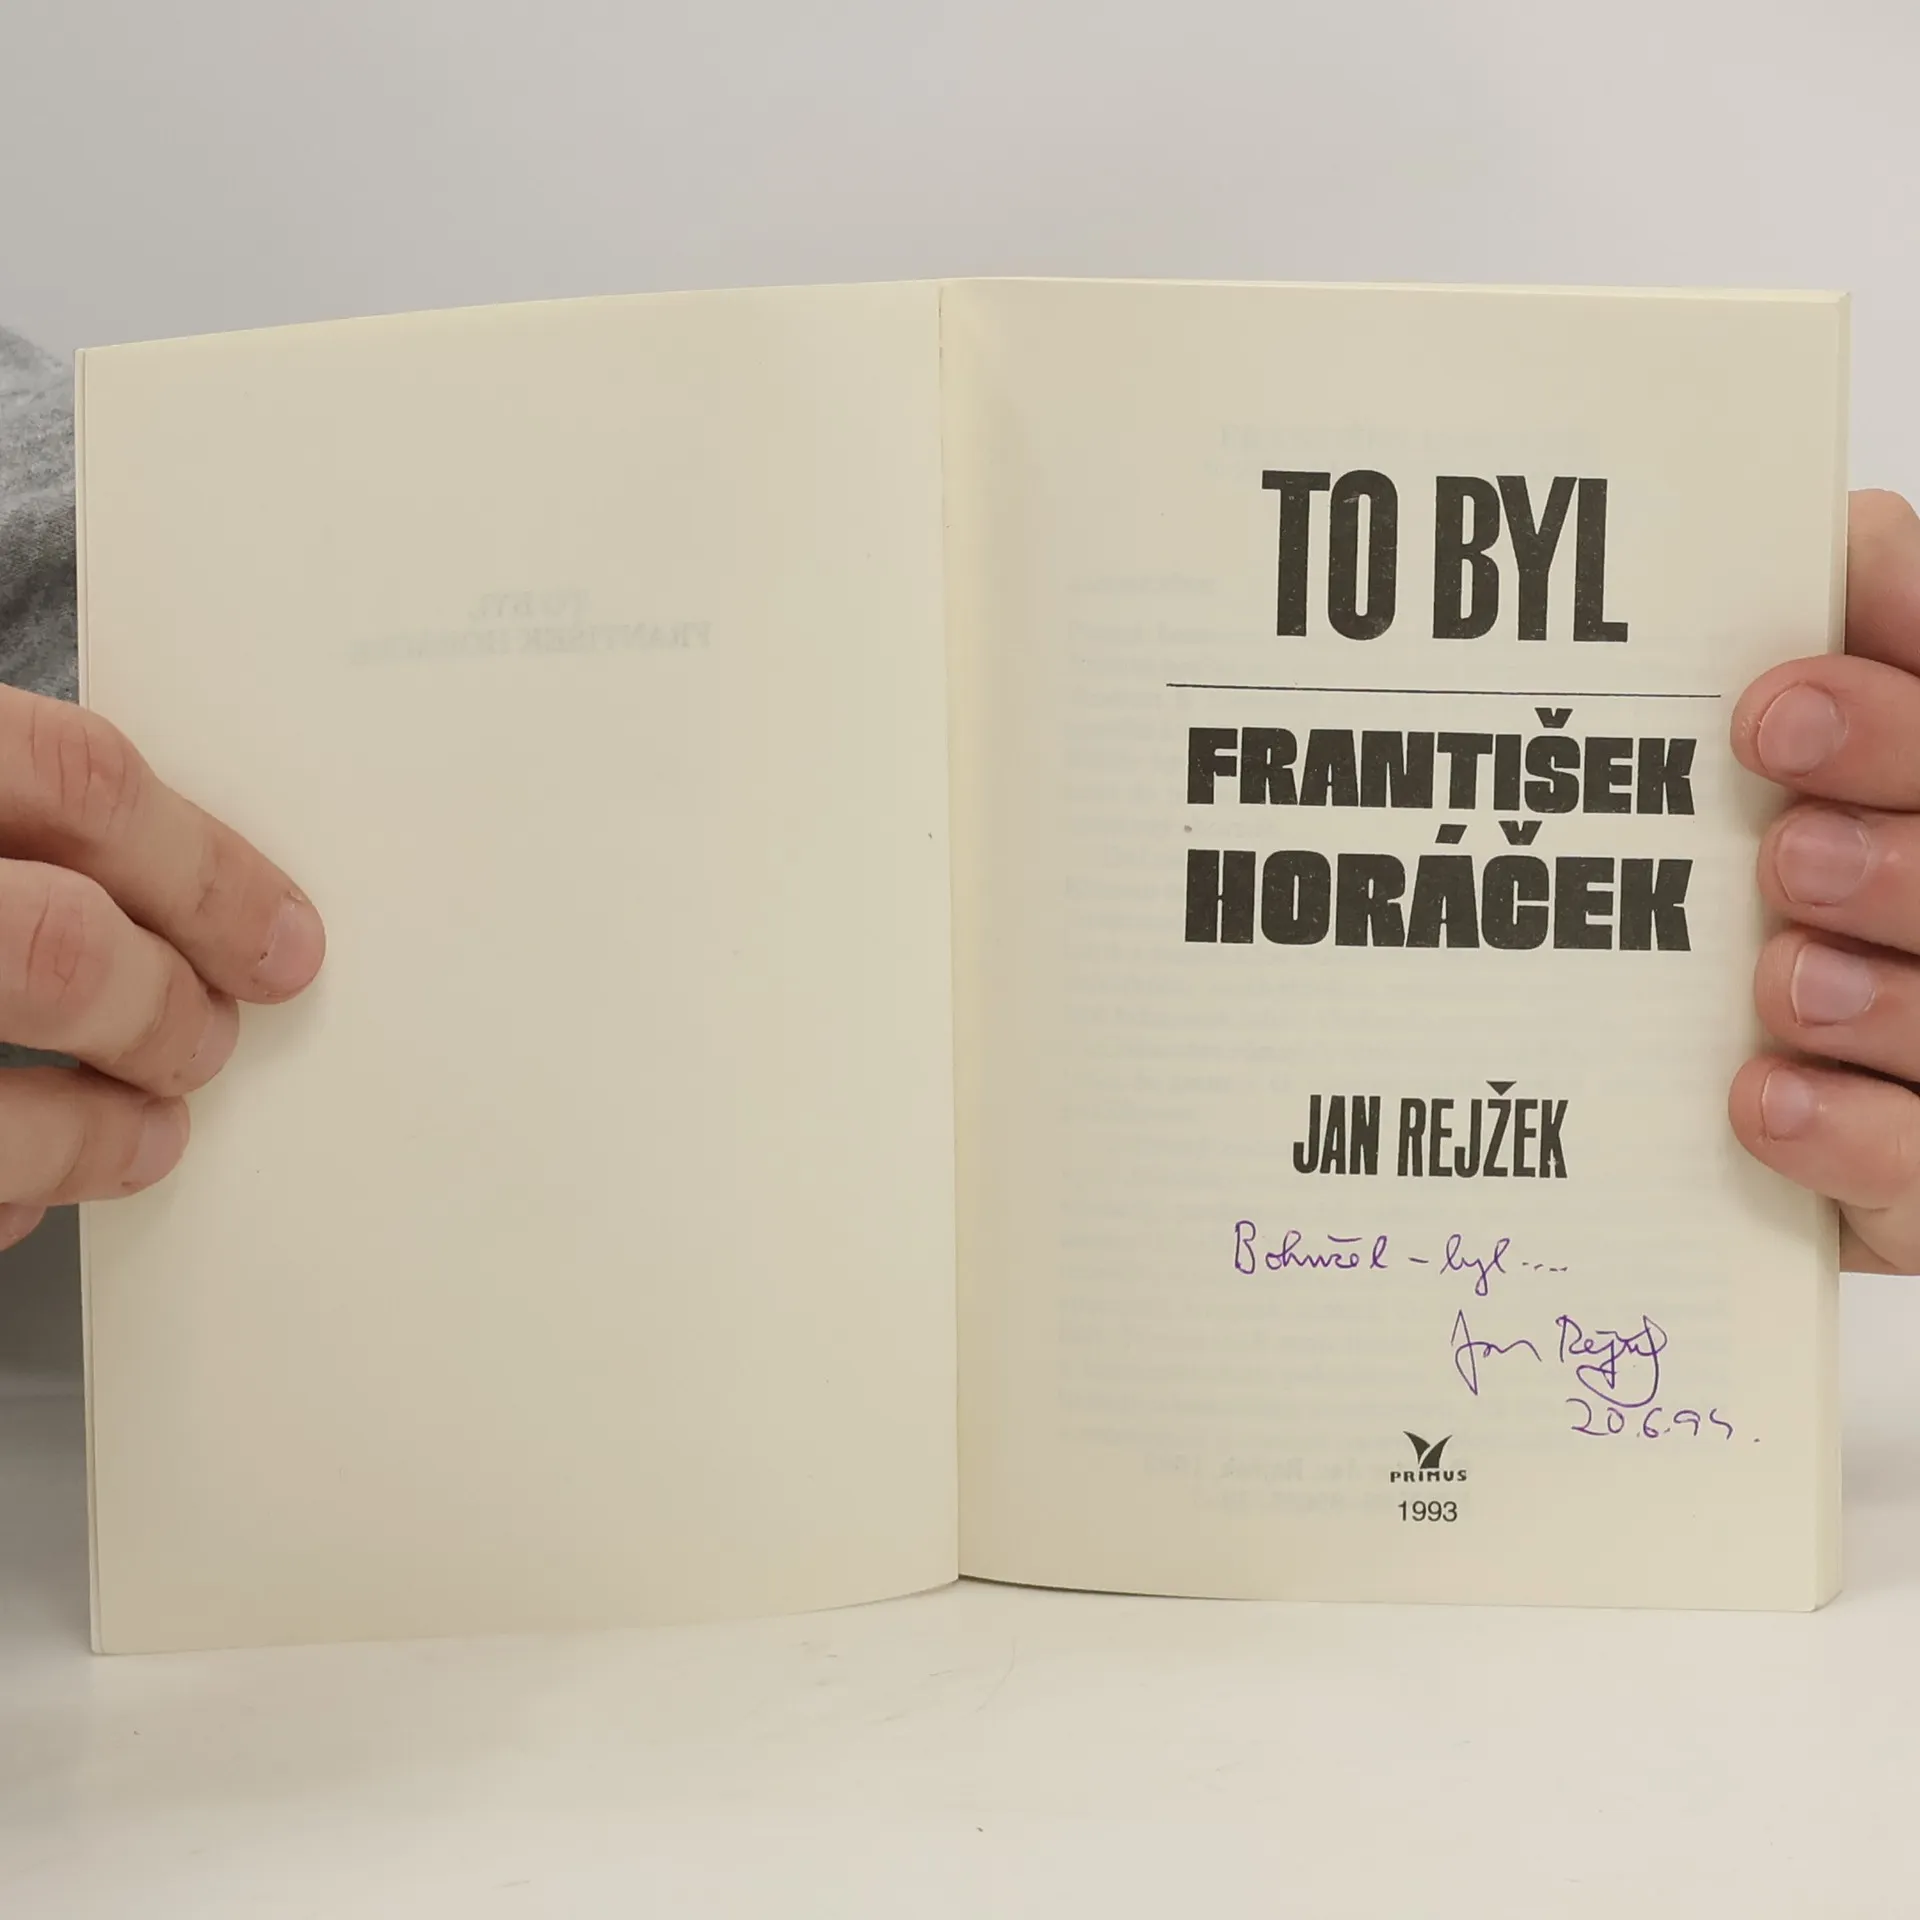 TO BYL
FRANTIŠEK
HORÁČEK
JAN REJŽEK
Bohužel – byl....
Jan Rejžek
20.6.94.
PRIMUS
1993